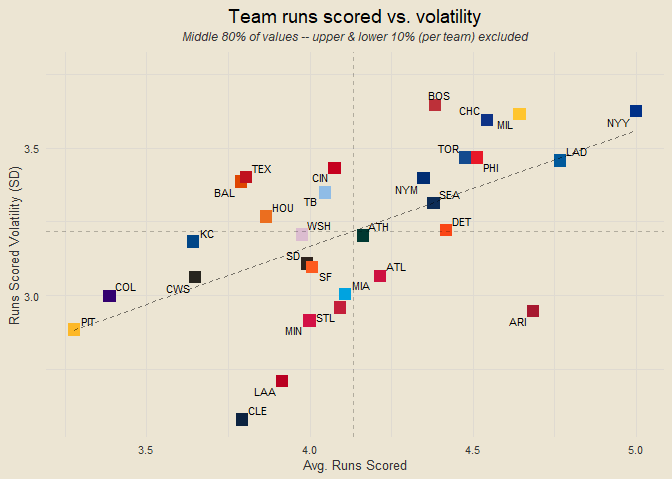 Team runs scored vs. volatility
Middle 80% of values -- upper & lower 10% (per team) excluded
BOS
CHC
MIL
NYY
3.5
TOR
PHI
LAD
TEX
BAL
CIN
TB
NYM
SEA
HOU
WSH
ATH
DET
KC
SD
SF
ATL
CWS
COL
MIA
3.0
PIT
STL
MIN
ARI
LAA
CLE
3.5
4.0
4.5
5.0
Avg. Runs Scored
Runs Scored Volatility (SD)